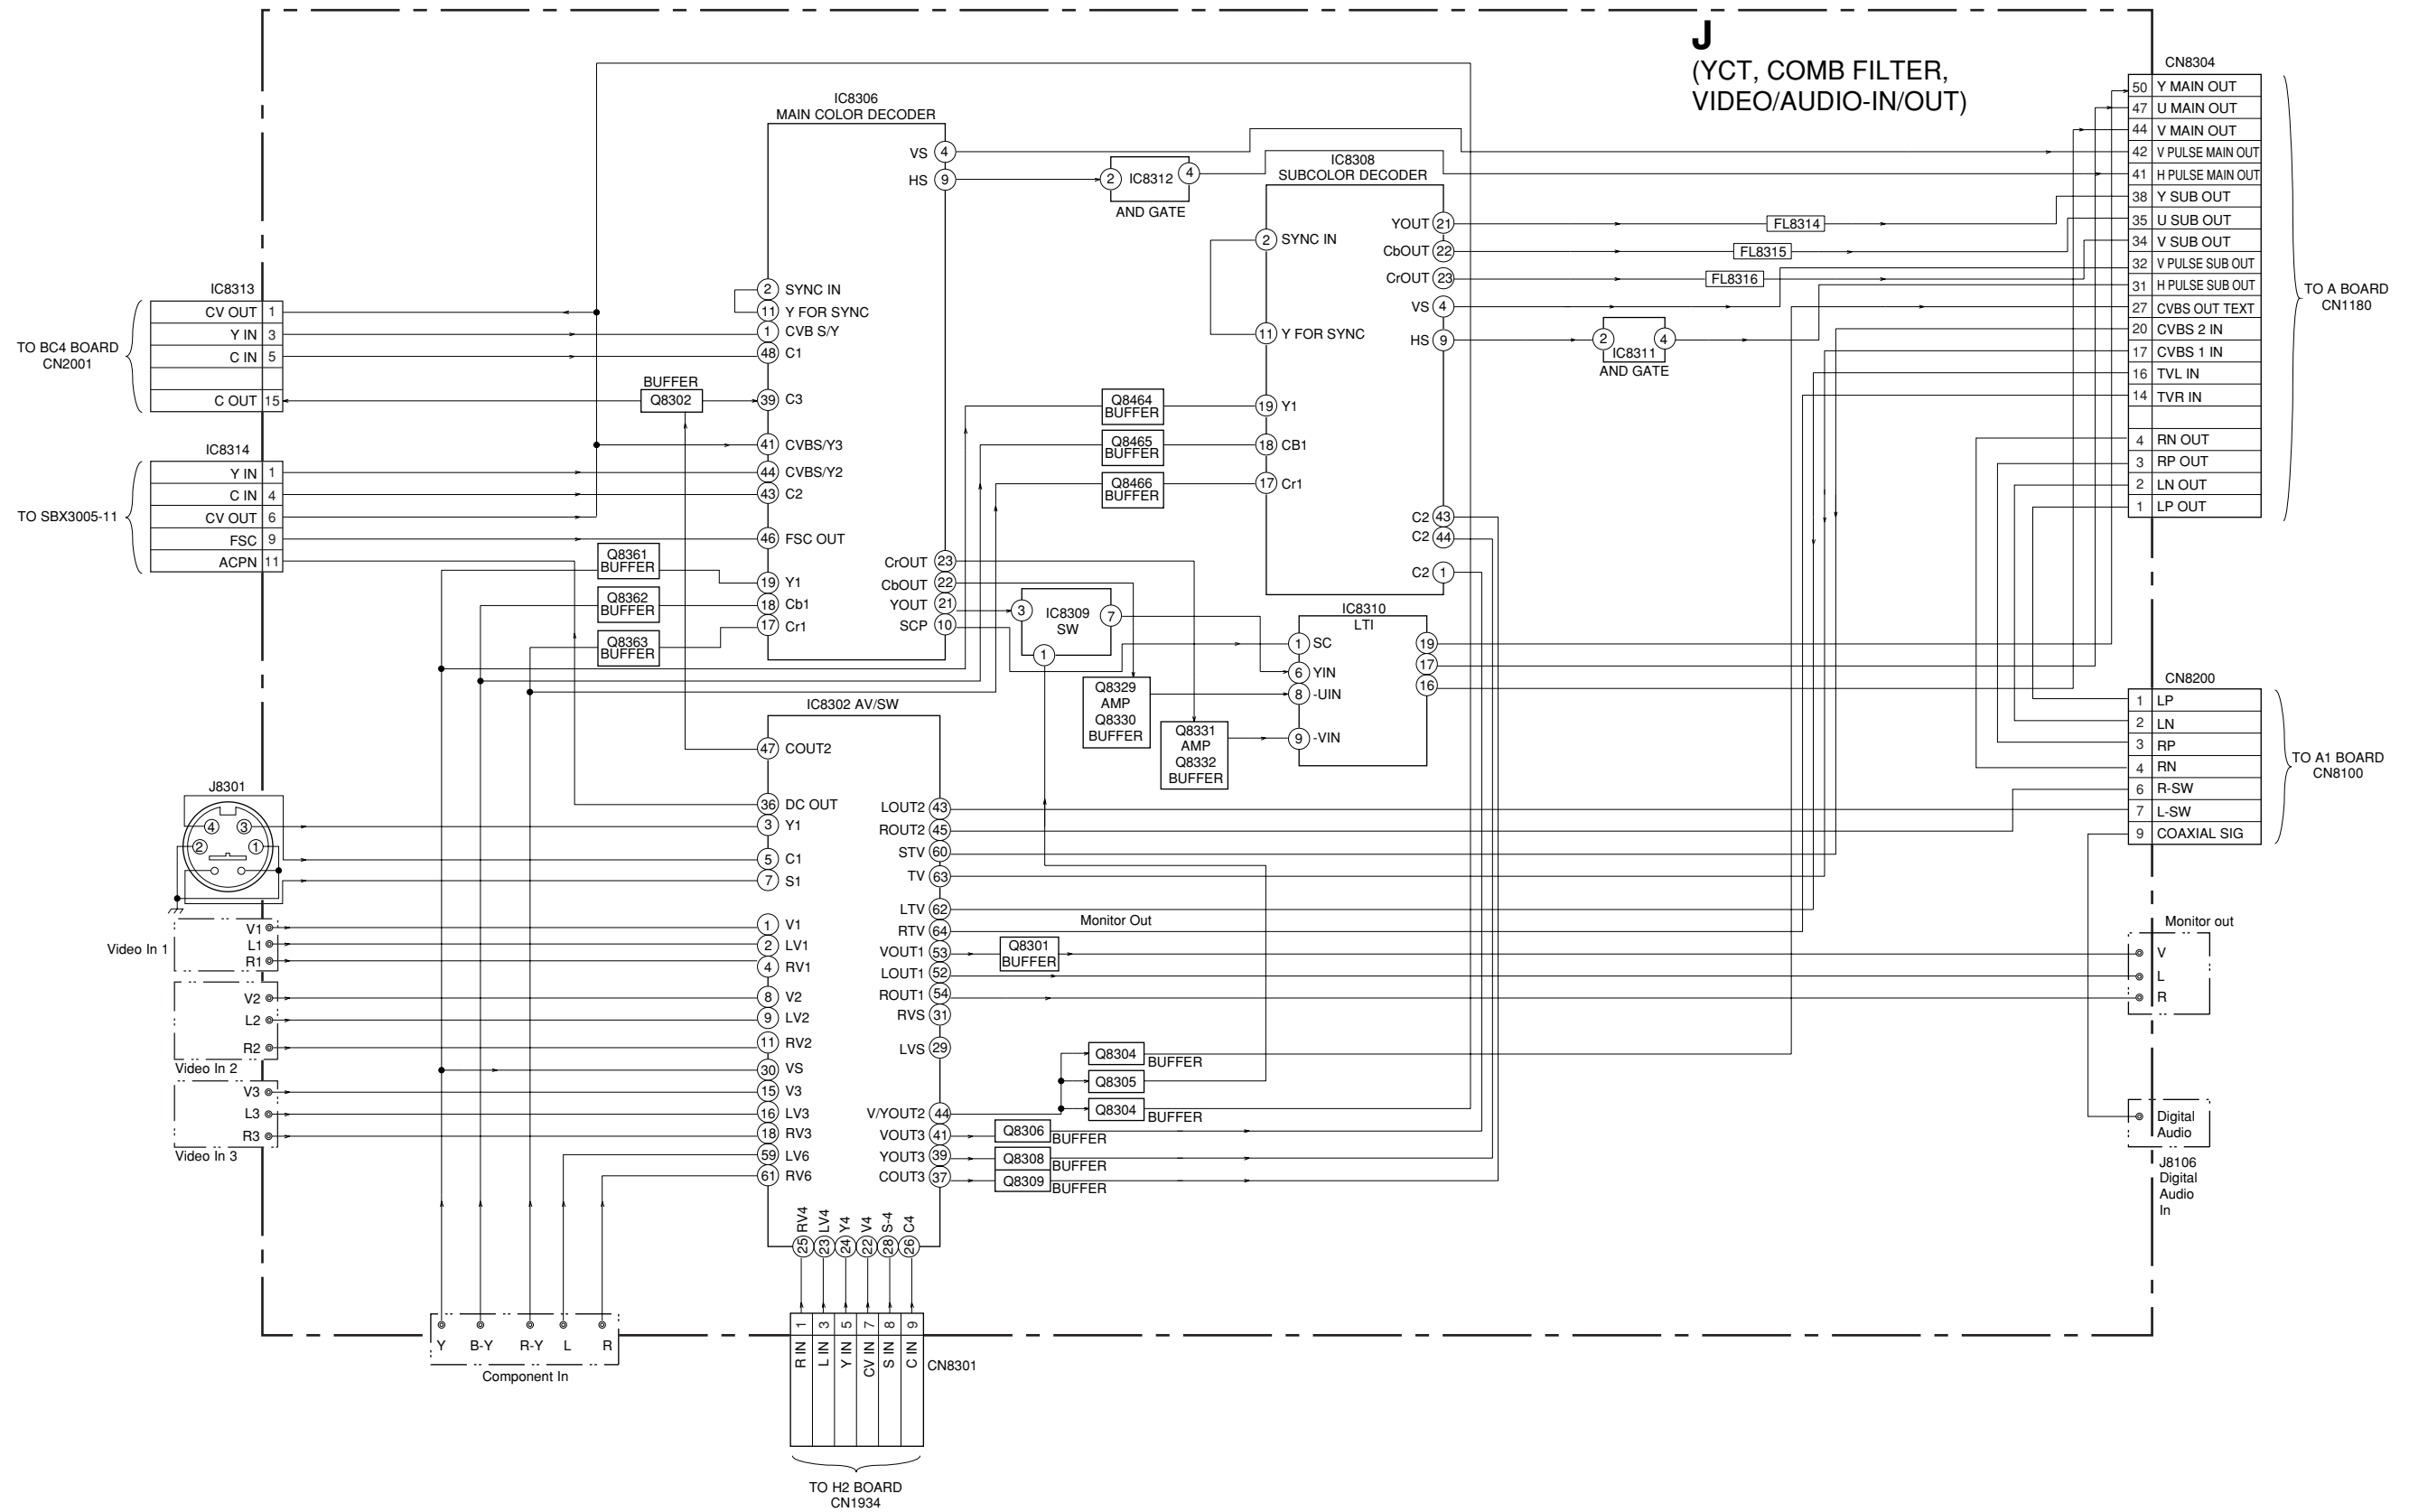 J
(YCT, COMB FILTER,
VIDEO/AUDIO-IN/OUT)
IC8313
CV OUT 1
Y IN 3
C IN 5
C OUT 15
TO BC4 BOARD
CN2001
IC8314
Y IN 1
C IN 4
CV OUT 6
FSC 9
ACPN 11
TO SBX3005-11
J8301
4
3
2
1
Video In 1
V1
L1
R1
V2
L2
R2
Video In 2
V3
L3
R3
Video In 3
BUFFER
Q8302
Q8361
BUFFER
Q8362
BUFFER
Q8363
BUFFER
IC8306
MAIN COLOR DECODER
VS 4
HS 9
2 SYNC IN
11 Y FOR SYNC
1 CVB S/Y
48 C1
39 C3
41 CVBS/Y3
44 CVBS/Y2
43 C2
46 FSC OUT
19 Y1
18 Cb1
17 Cr1
CrOUT 23
CbOUT 22
YOUT 21
SCP 10
2 IC8312 4
AND GATE
IC8308
SUBCOLOR DECODER
2 SYNC IN
11 Y FOR SYNC
19 Y1
18 CB1
17 Cr1
YOUT 21
CbOUT 22
CrOUT 23
VS 4
HS 9
C2 43
C2 44
C2 1
FL8314
FL8315
FL8316
2 IC8311 4
AND GATE
Q8464
BUFFER
Q8465
BUFFER
Q8466
BUFFER
3 IC8309 7
SW
1
IC8310
LTI
1 SC
6 YIN
8 -UIN
9 -VIN
19
17
16
Q8329
AMP
Q8330
BUFFER
Q8331
AMP
Q8332
BUFFER
IC8302 AV/SW
47 COUT2
36 DC OUT
3 Y1
5 C1
7 S1
1 V1
2 LV1
4 RV1
8 V2
9 LV2
11 RV2
30 VS
15 V3
16 LV3
18 RV3
59 LV6
61 RV6
LOUT2 43
ROUT2 45
STV 60
TV 63
LTV 62
RTV 64
VOUT1 53
LOUT1 52
ROUT1 54
RVS 31
LVS 29
V/YOUT2 44
VOUT3 41
YOUT3 39
COUT3 37
25 RV4
23 LV4
24 Y4
22 V4
28 S-4
26 C4
Monitor Out
Q8301
BUFFER
Q8304 BUFFER
Q8305
Q8304 BUFFER
Q8306 BUFFER
Q8308 BUFFER
Q8309 BUFFER
CN8304
50 Y MAIN OUT
47 U MAIN OUT
44 V MAIN OUT
42 V PULSE MAIN OUT
41 H PULSE MAIN OUT
38 Y SUB OUT
35 U SUB OUT
34 V SUB OUT
32 V PULSE SUB OUT
31 H PULSE SUB OUT
27 CVBS OUT TEXT
20 CVBS 2 IN
17 CVBS 1 IN
16 TVL IN
14 TVR IN
4 RN OUT
3 RP OUT
2 LN OUT
1 LP OUT
TO A BOARD
CN1180
CN8200
1 LP
2 LN
3 RP
4 RN
6 R-SW
7 L-SW
9 COAXIAL SIG
TO A1 BOARD
CN8100
Monitor out
V
L
R
Digital
Audio
J8106
Digital
Audio
In
Y B-Y R-Y L R
Component In
R IN 1
L IN 3
Y IN 5
CV IN 7
S IN 8
C IN 9
CN8301
TO H2 BOARD
CN1934